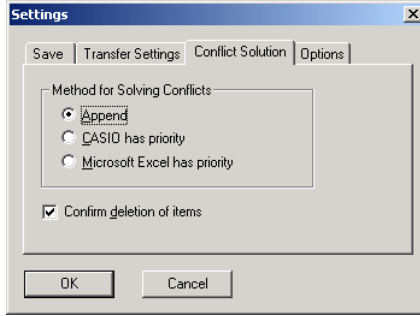 Settings
Save
Transfer Settings
Conflict Solution
Options
Method for Solving Conflicts
Append
CASIO has priority
Microsoft Excel has priority
Confirm deletion of items
OK
Cancel